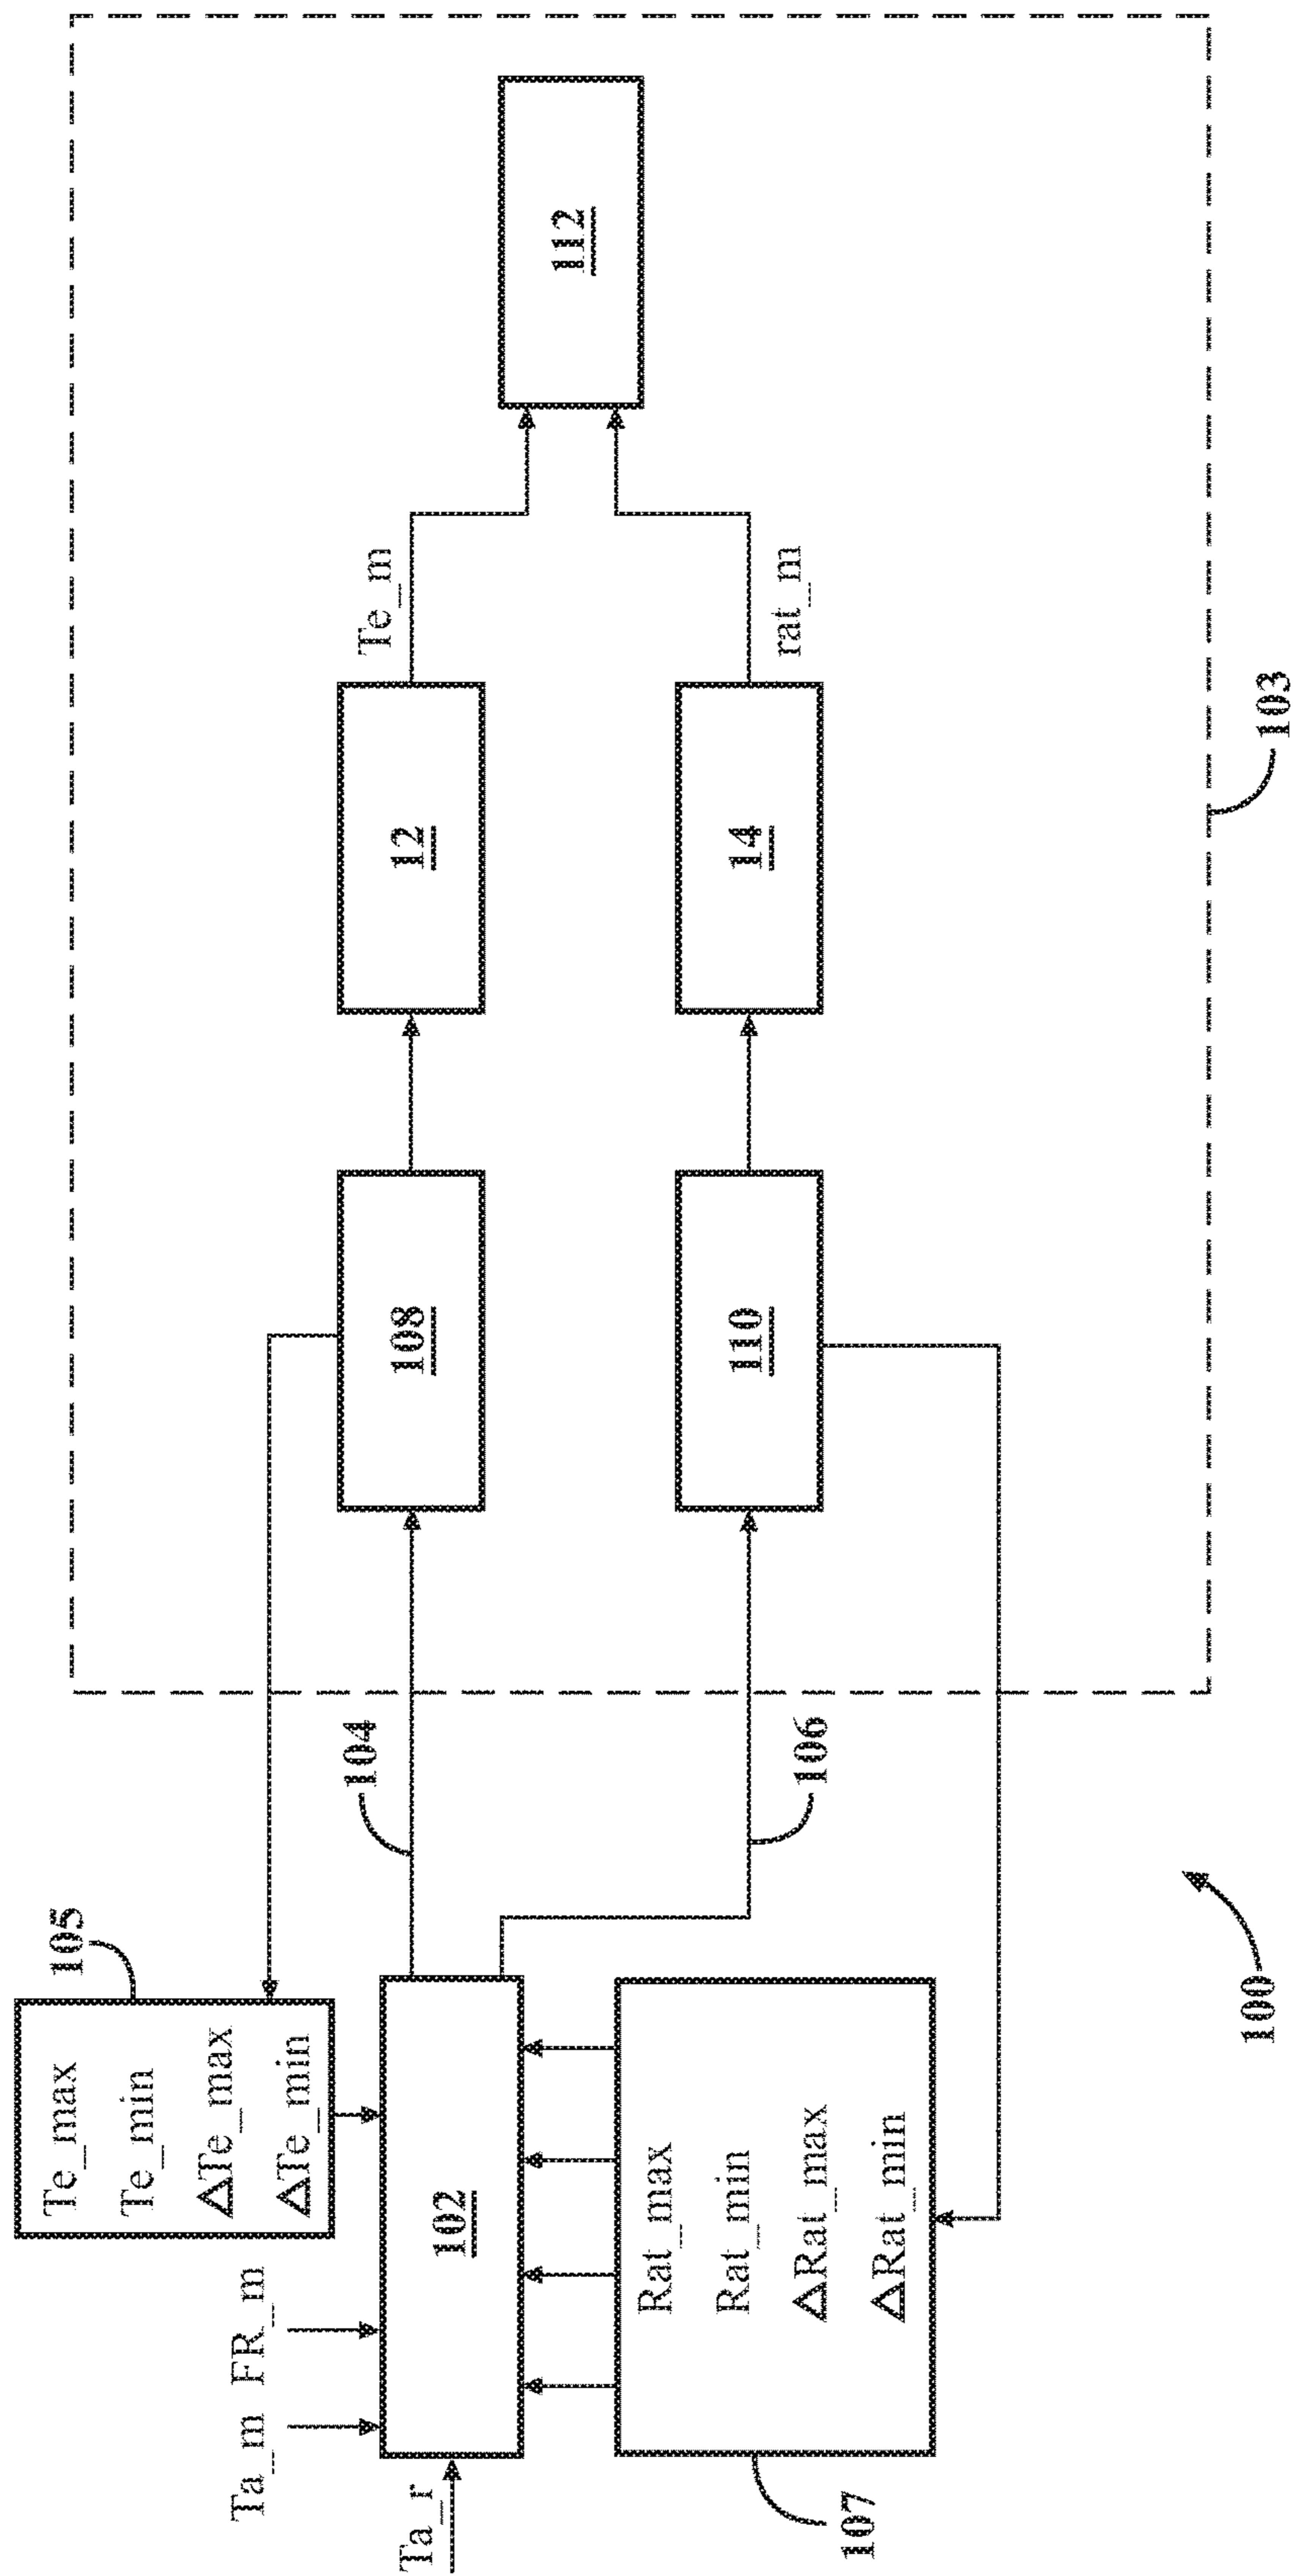 105
Te_max
Te_min
ΔTe_max
ΔTe_min
Ta_m FR_m
Ta_r
102
104
106
108
110
12
14
Te_m
rat_m
112
Rat_max
Rat_min
ΔRat_max
ΔRat_min
107
100
103